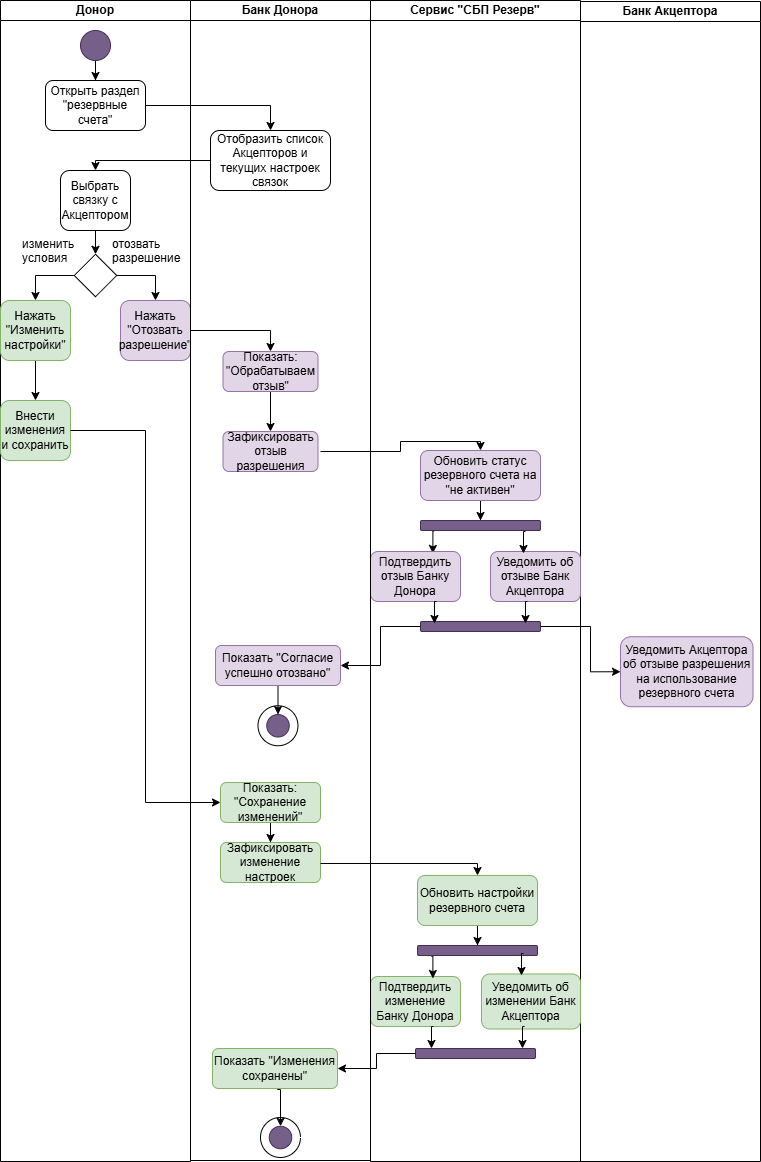 Донор
Банк Донора
Сервис "СБП Резерв"
Банк Акцептора
Открыть раздел
"резервные
счета"
Отобразить список
Акцепторов и
текущих настроек
связок
Выбрать
связку с
Акцептором
изменить
условия
отозвать
разрешение
Нажать
"Изменить
настройки"
Нажать
"Отозвать
разрешение"
Показать:
"Обрабатываем
отзыв"
Внести
изменения
и сохранить
Зафиксировать
отзыв
разрешения
Обновить статус
резервного счета на
"не активен"
Подтвердить
отзыв Банку
Донора
Уведомить об
отзыве Банк
Акцептора
Показать "Согласие
успешно отозвано"
Уведомить Акцептора
об отзыве разрешения
на использование
резервного счета
Показать:
"Сохранение
изменений"
Зафиксировать
изменение
настроек
Обновить настройки
резервного счета
Подтвердить
изменение
Банку Донора
Уведомить об
изменении Банк
Акцептора
Показать "Изменения
сохранены"